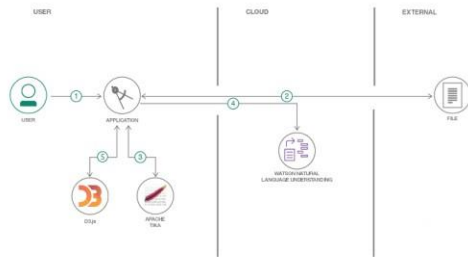 USER
CLOUD
EXTERNAL
1
2
4
USER
APPLICATION
FILE
5
3
WATSON NATURAL
LANGUAGE UNDERSTANDING
D3.js
APACHE
TIKA